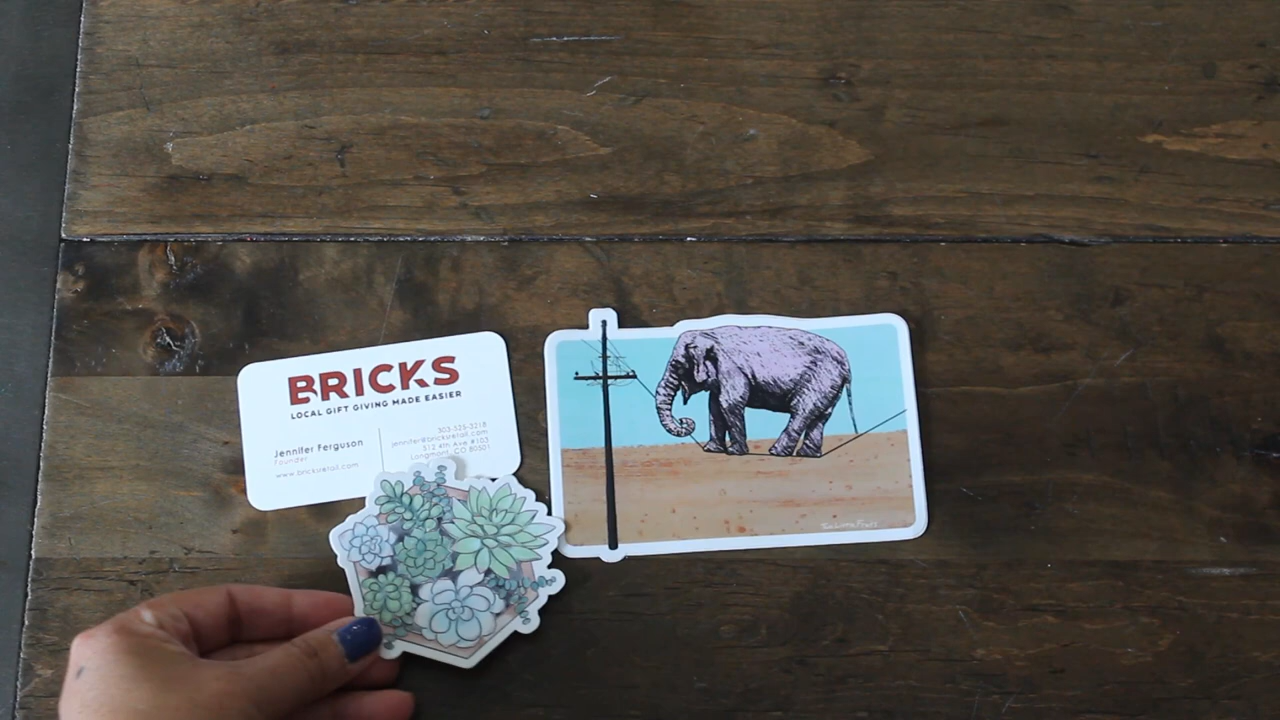 BRICKS
LOCAL GIFT GIVING MADE EASIER
Jennifer Ferguson
Founder
www.bricksretail.com
303-525-3218
jennifer@bricksretail.com
512 4th Ave #103
Longmont, CO 80501